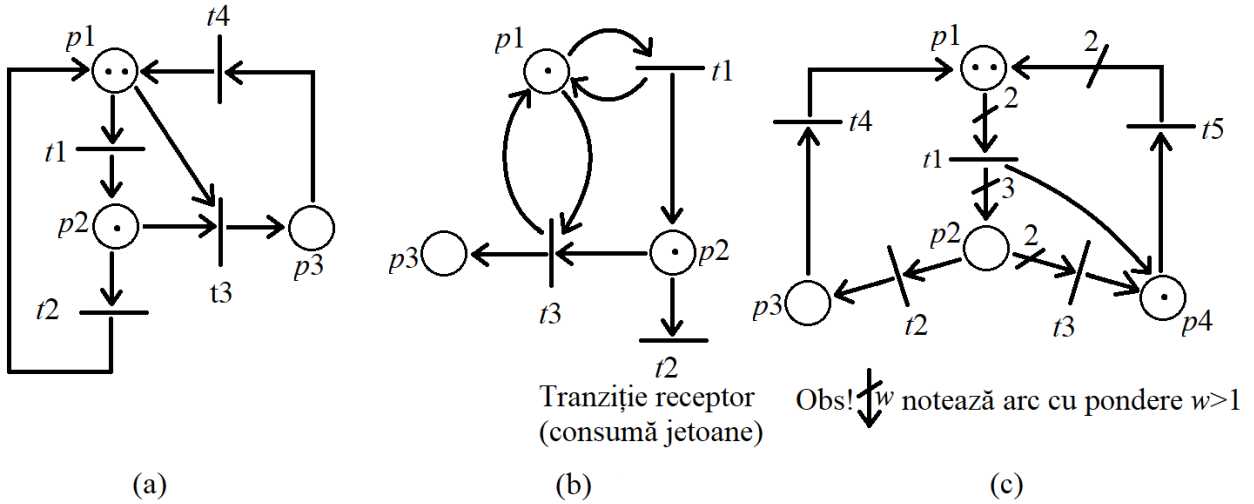 t4
p1
t1
p2
t3
p3
t2
(a)
p1
t1
p3
p2
t3
t2
Tranziție receptor
(consumă jetoane)
(b)
p1
2
2
t4
t5
t1
3
p2
2
p3
t2
t3
p4
Obs! w notează arc cu pondere w>1
(c)